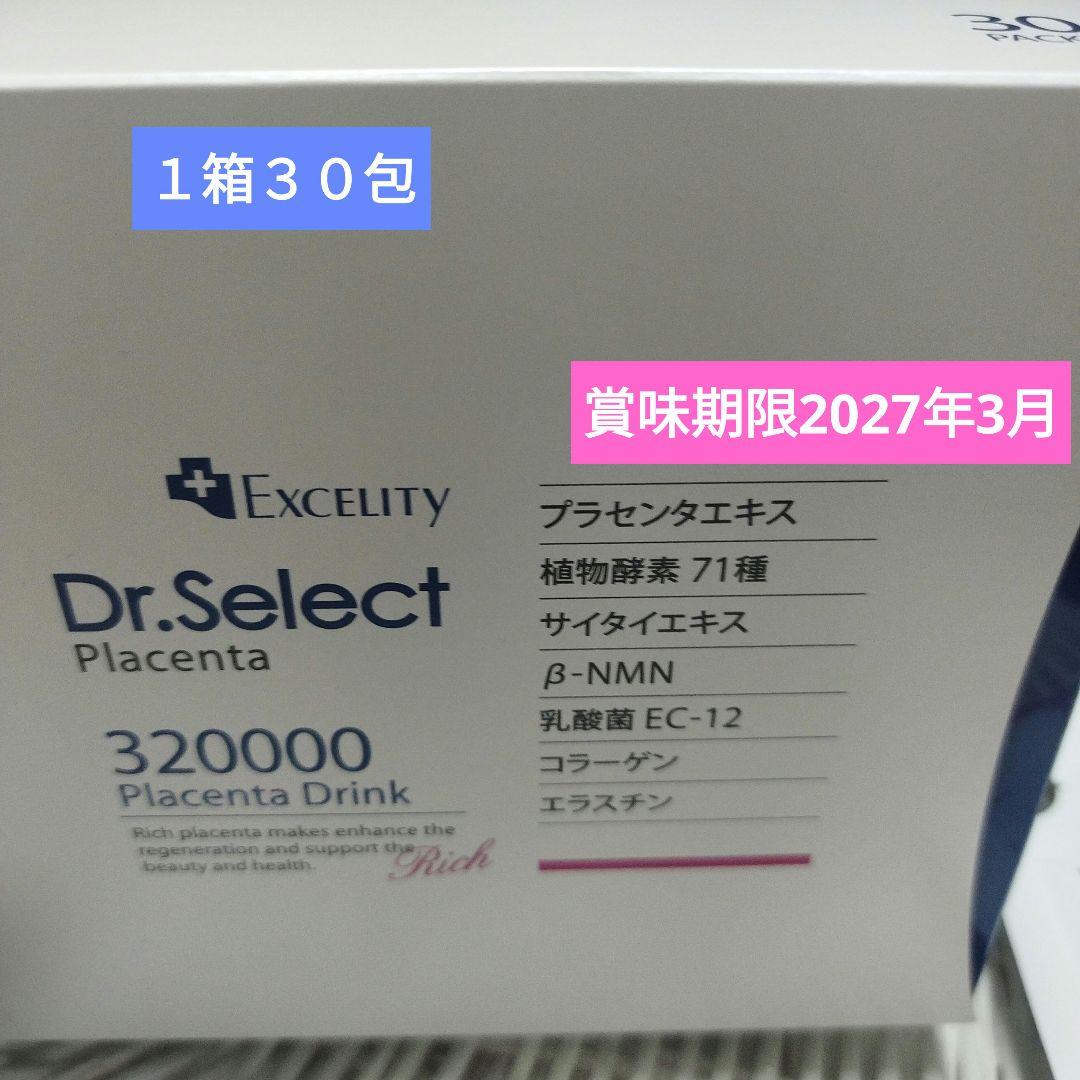 30
PACK
１箱３０包
賞味期限2027年3月
EXCELITY
Dr.Select
Placenta
320000
Placenta Drink
Rich placenta makes enhance the
regeneration and support the
beauty and health.
Rich
プラセンタエキス
植物酵素 71種
サイタイエキス
β-NMN
乳酸菌 EC-12
コラーゲン
エラスチン